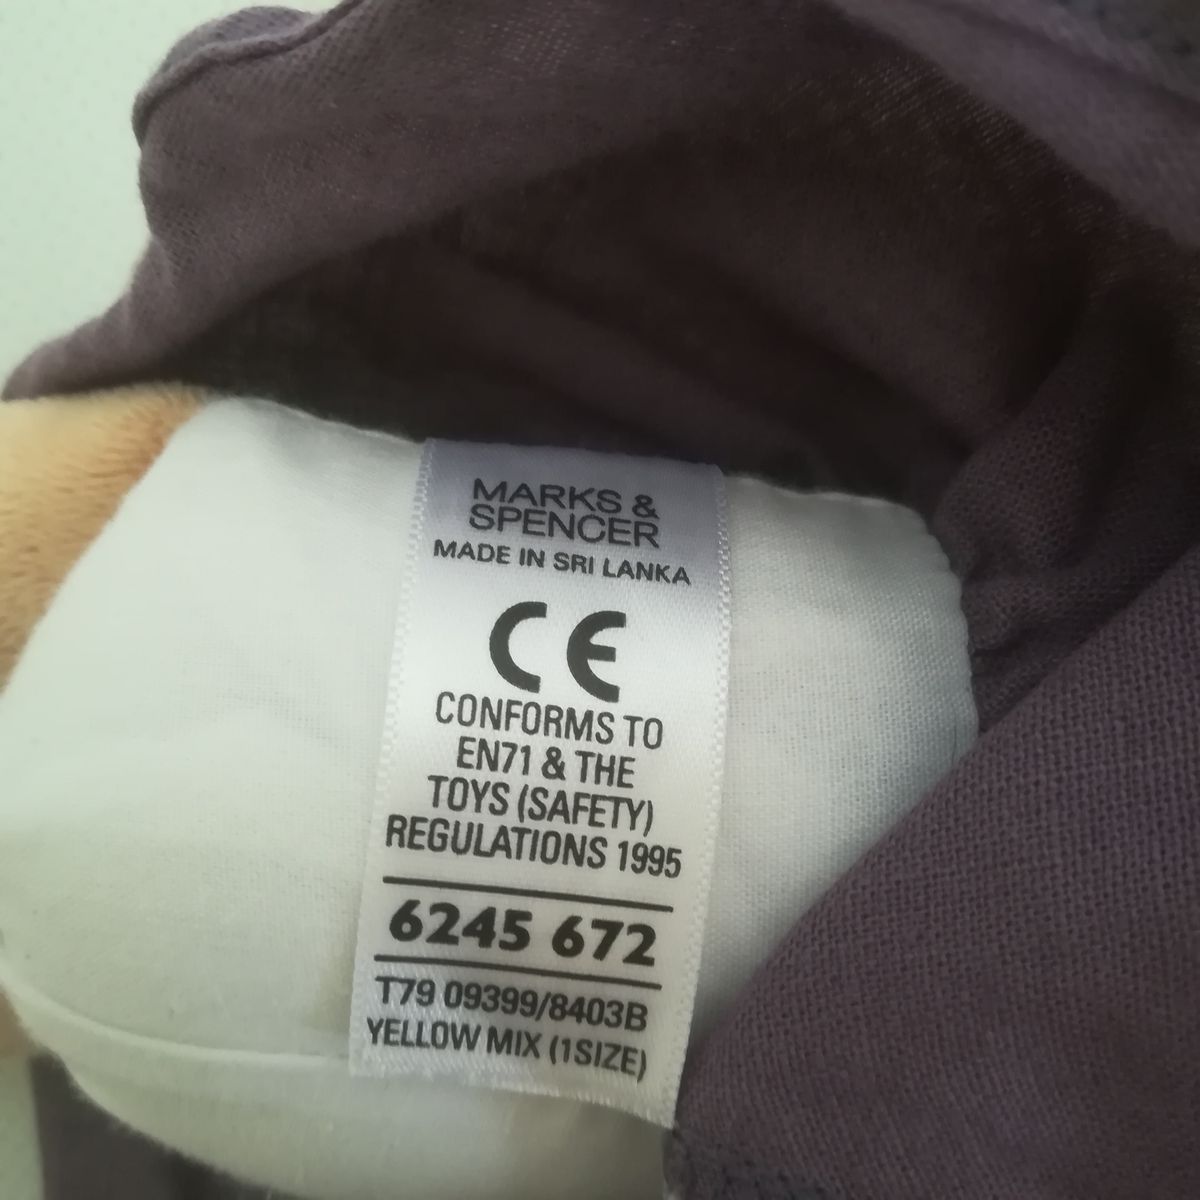 MARKS &
SPENCER
MADE IN SRI LANKA
CE
CONFORMS TO
EN71 & THE
TOYS (SAFETY)
REGULATIONS 1995
6245 672
T79 09399/8403B
YELLOW MIX (1SIZE)